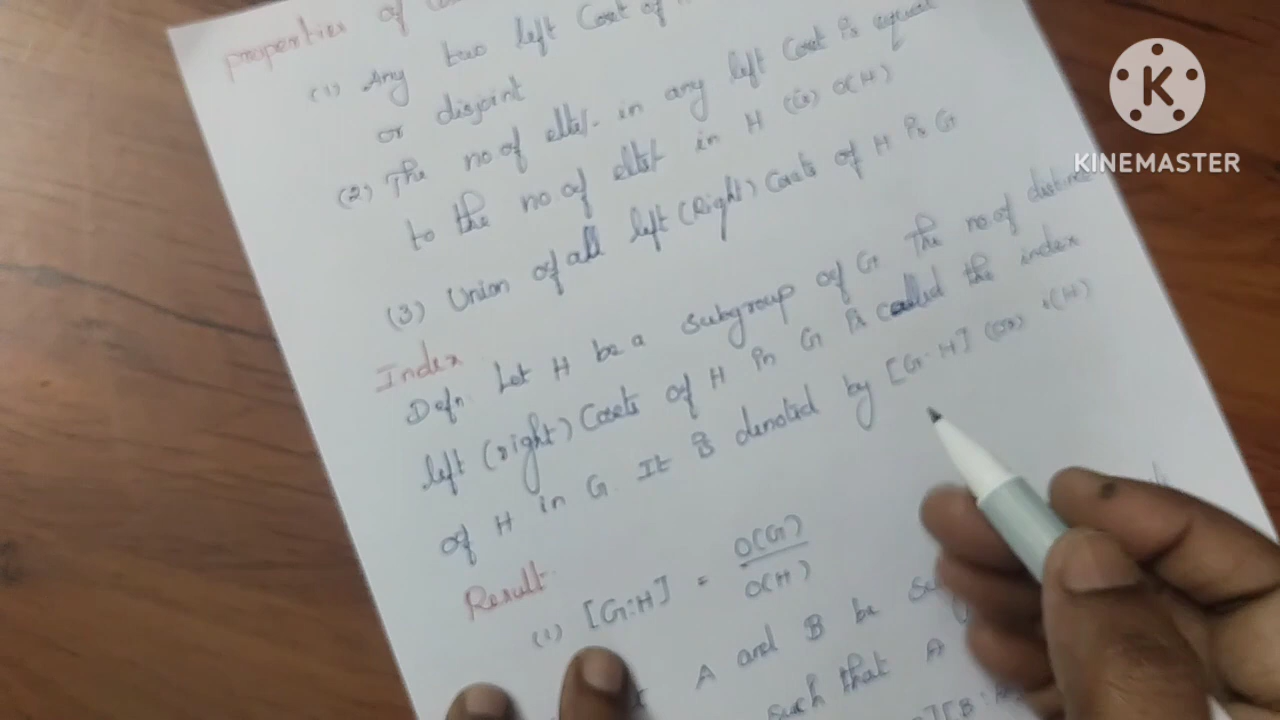 properties of
(1) Any two left Coset of
or disjoint
(2) The no of eltes. in any left Coset is equal
to the no of eltes in H (or) O(H)
(3) Union of all left (Right) Cosets of H is G
Index
Defn. Let H be a subgroup of G The no of distinct
left (right) Cosets of H in G is called the index
of H in G It is denoted by [G:H] (or) i(H)
Result
(1) [G:H] = O(G)/O(H)
A and B be
such that A
[B:
K
KINEMASTER